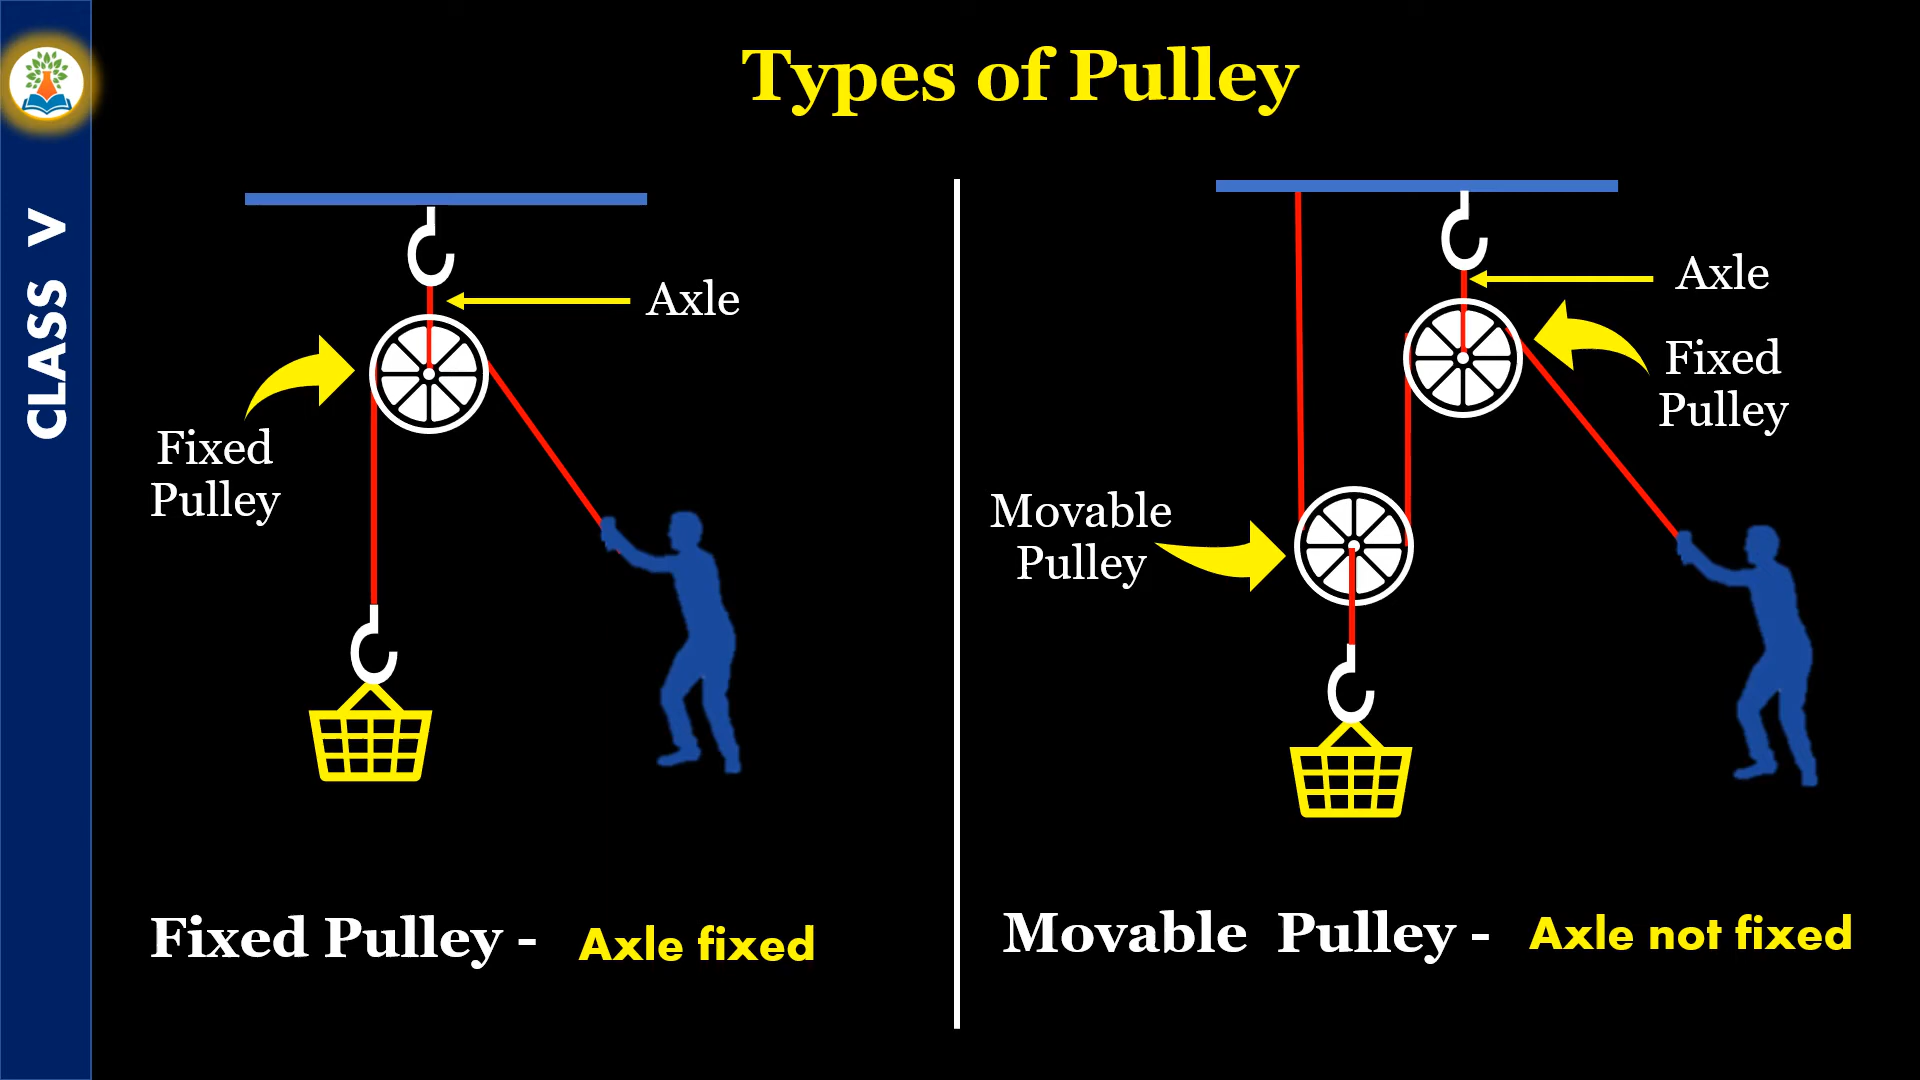 CLASS V
Types of Pulley
Axle
Fixed
Pulley
Fixed Pulley - Axle fixed
Axle
Fixed
Pulley
Movable
Pulley
Movable Pulley - Axle not fixed